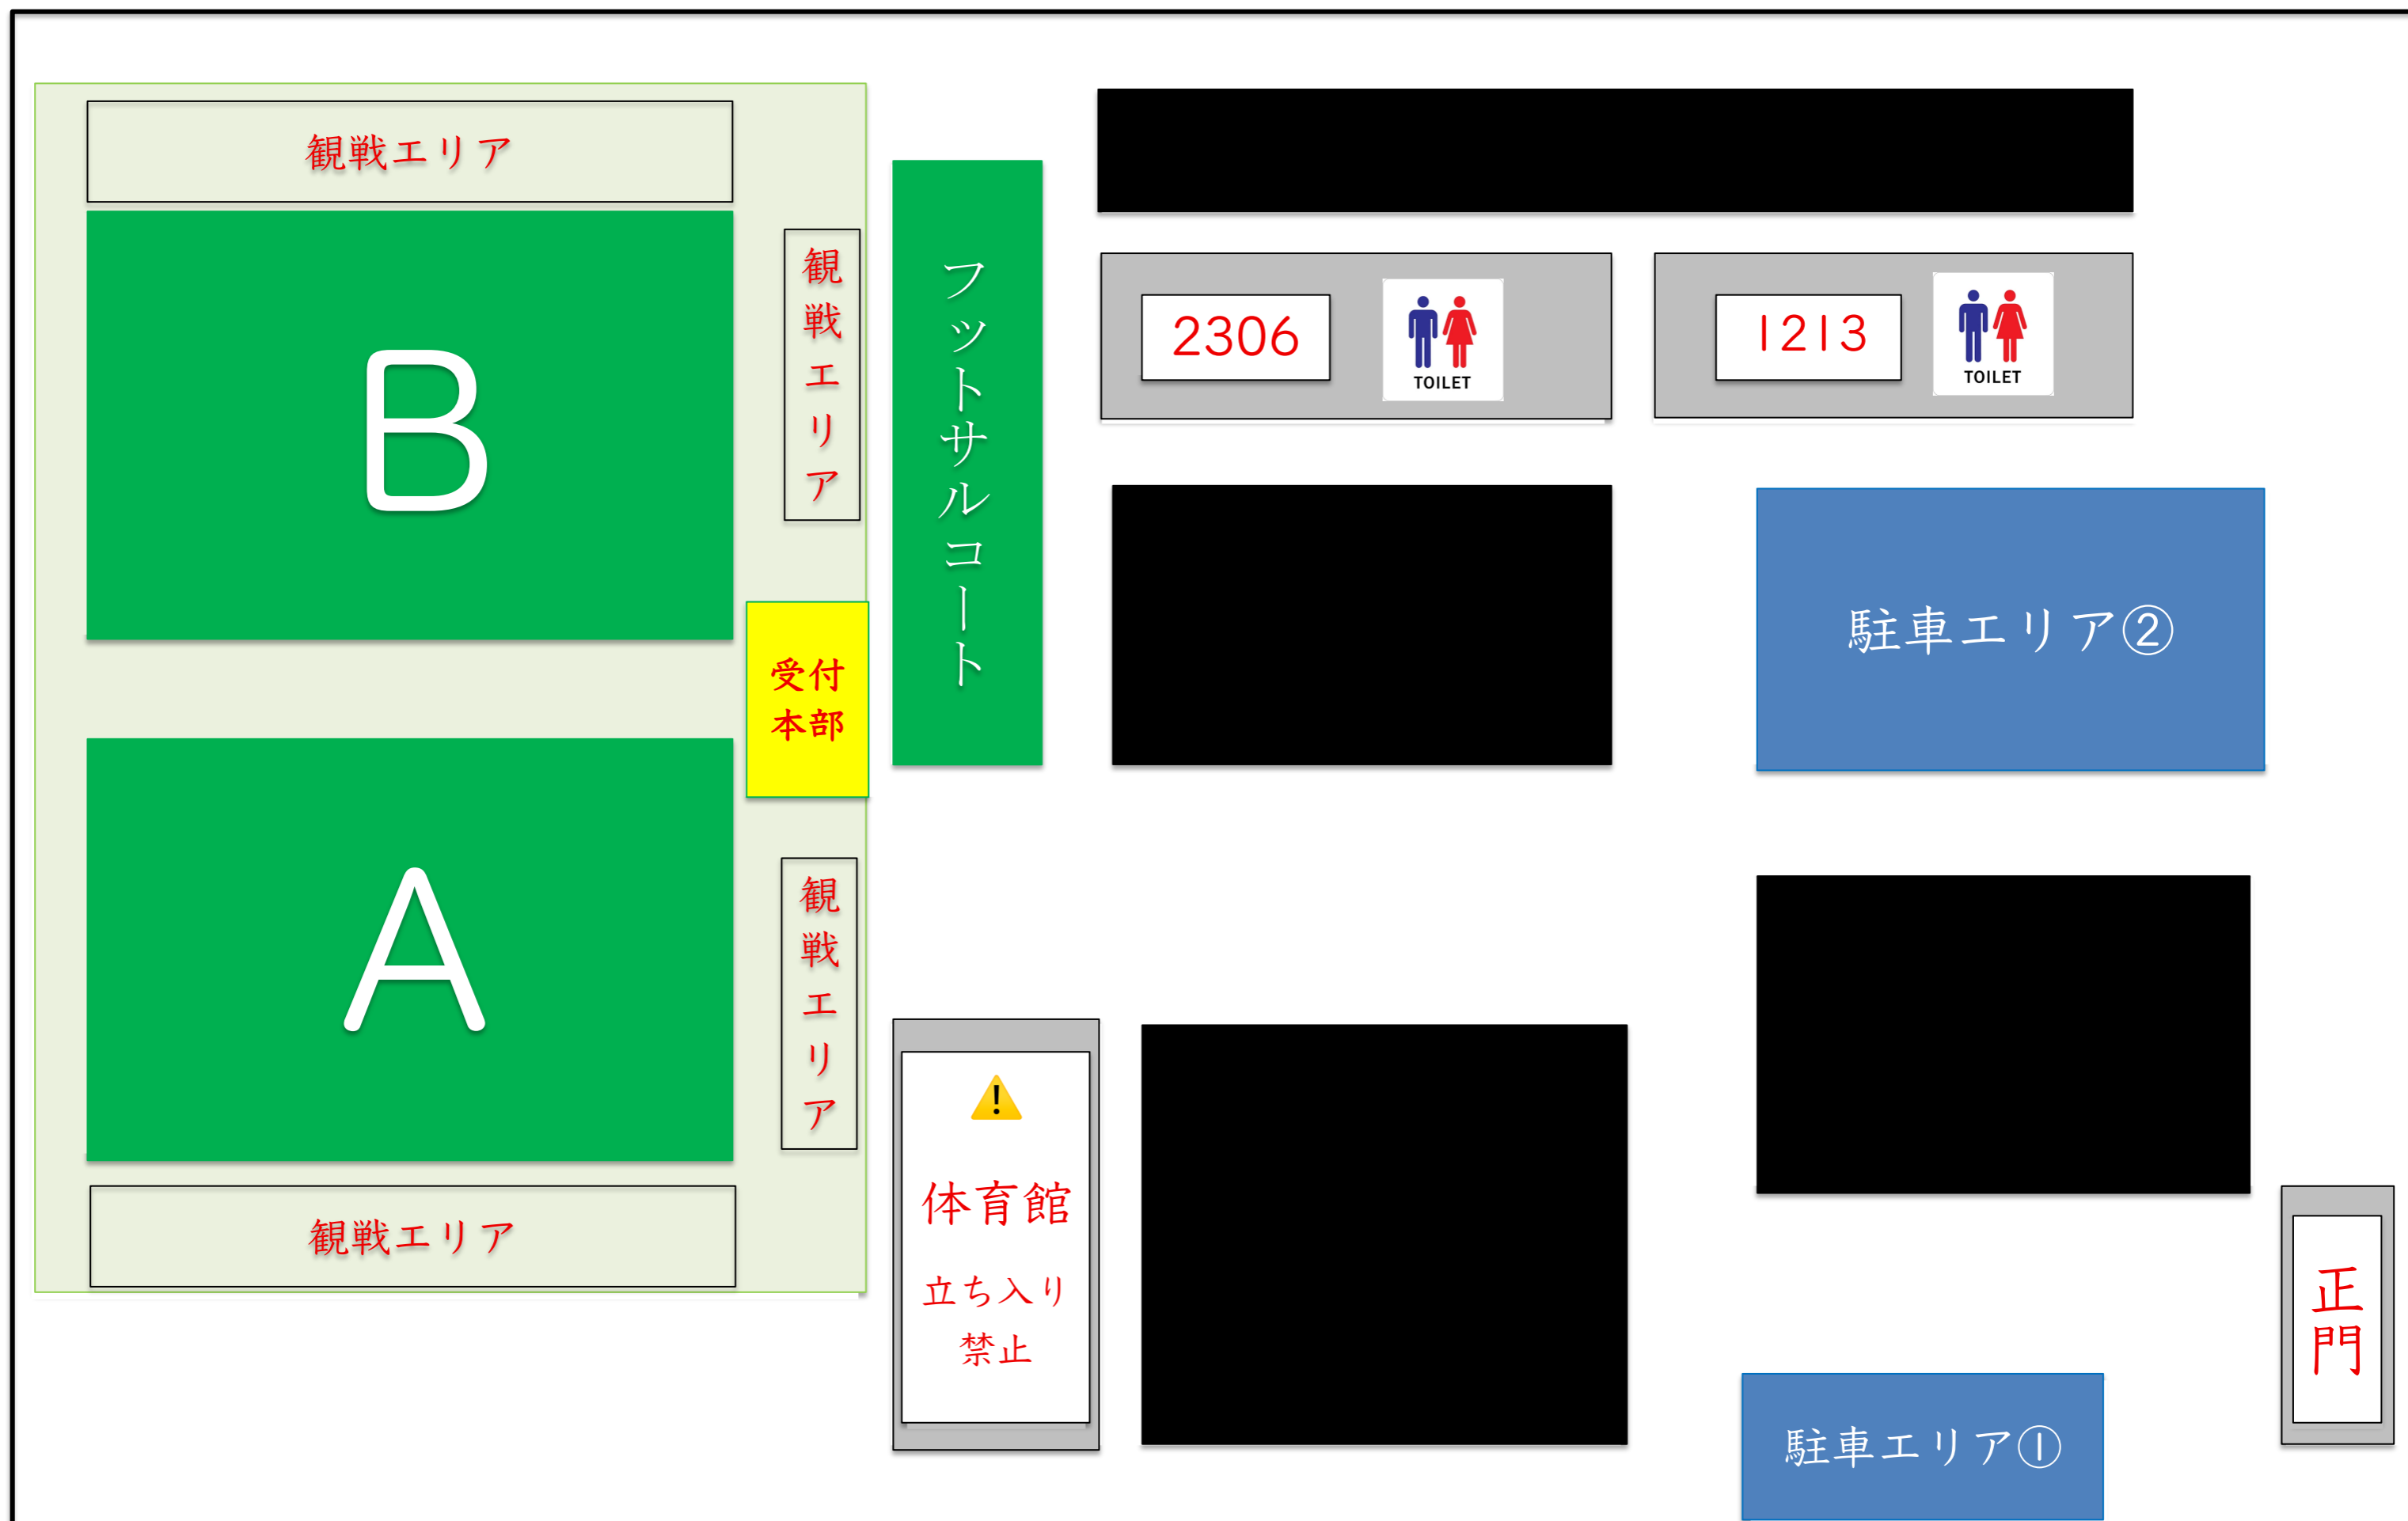 観戦エリア
B
観戦エリア
フットサルコート
2306
TOILET
1213
TOILET
駐車エリア②
受付
本部
A
観戦エリア
観戦エリア
⚠
体育館
立ち入り
禁止
正門
駐車エリア①